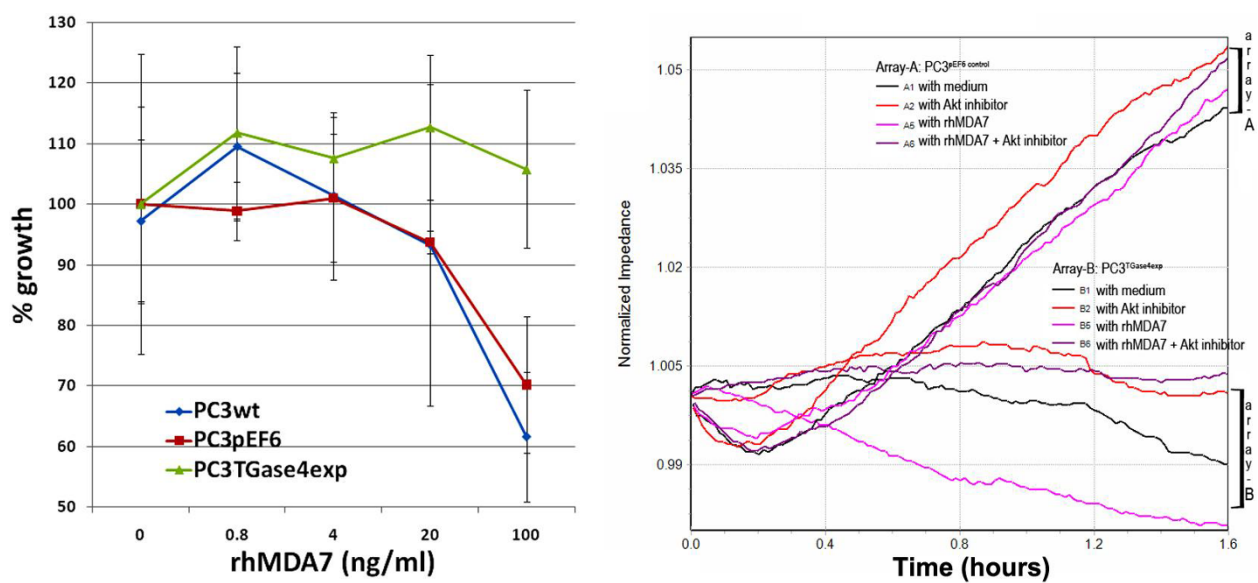 130
120
110
100
90
80
70
60
50
% growth
PC3wt
PC3pEF6
PC3TGase4exp
0 0.8 4 20 100
rhMDA7 (ng/ml)
1.05
1.035
1.02
1.005
0.99
Normalized Impedance
Array-A: PC3pEF6 control
A1 with medium
A2 with Akt inhibitor
A5 with rhMDA7
A6 with rhMDA7 + Akt inhibitor
Array-B: PC3TGase4exp
B1 with medium
B2 with Akt inhibitor
B5 with rhMDA7
B6 with rhMDA7 + Akt inhibitor
array-A
array-B
0.0 0.4 0.8 1.2 1.6
Time (hours)